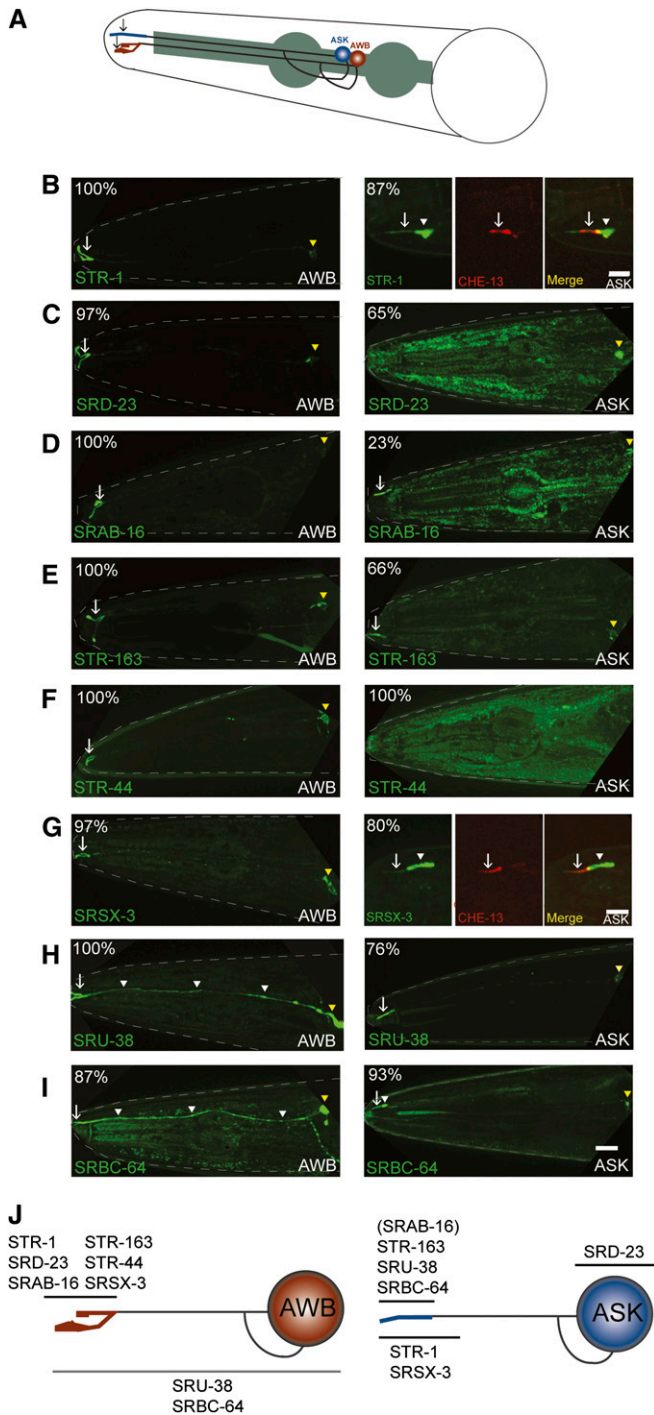 A
ASK
AWB
B
100%
STR-1
AWB
87%
STR-1
CHE-13
Merge
ASK
C
97%
SRD-23
AWB
65%
SRD-23
ASK
D
100%
SRAB-16
AWB
23%
SRAB-16
ASK
E
100%
STR-163
AWB
66%
STR-163
ASK
F
100%
STR-44
AWB
100%
STR-44
ASK
G
97%
SRSX-3
AWB
80%
SRSX-3
CHE-13
Merge
ASK
H
100%
SRU-38
AWB
76%
SRU-38
ASK
I
87%
SRBC-64
AWB
93%
SRBC-64
ASK
J
STR-1 STR-163
SRD-23 STR-44
SRAB-16 SRSX-3
AWB
SRU-38
SRBC-64
(SRAB-16)
STR-163
SRU-38
SRBC-64
SRD-23
ASK
STR-1
SRSX-3